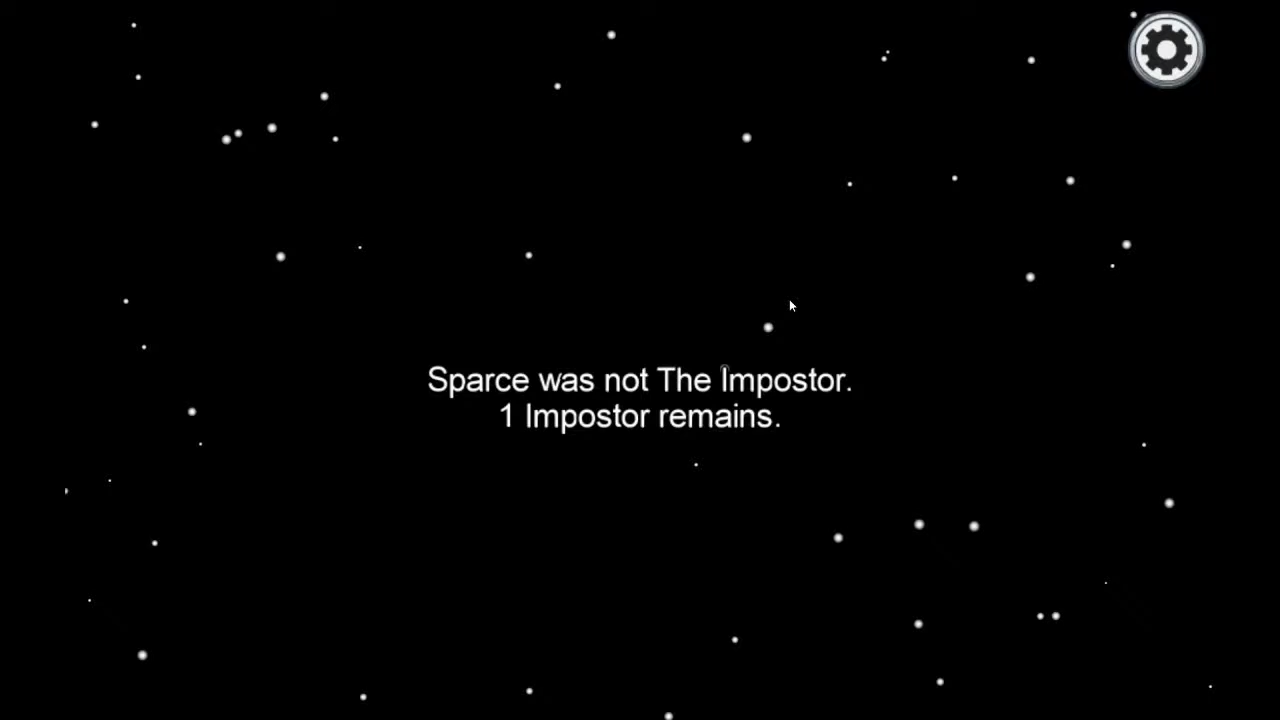 Sparce was not The Impostor.
1 Impostor remains.